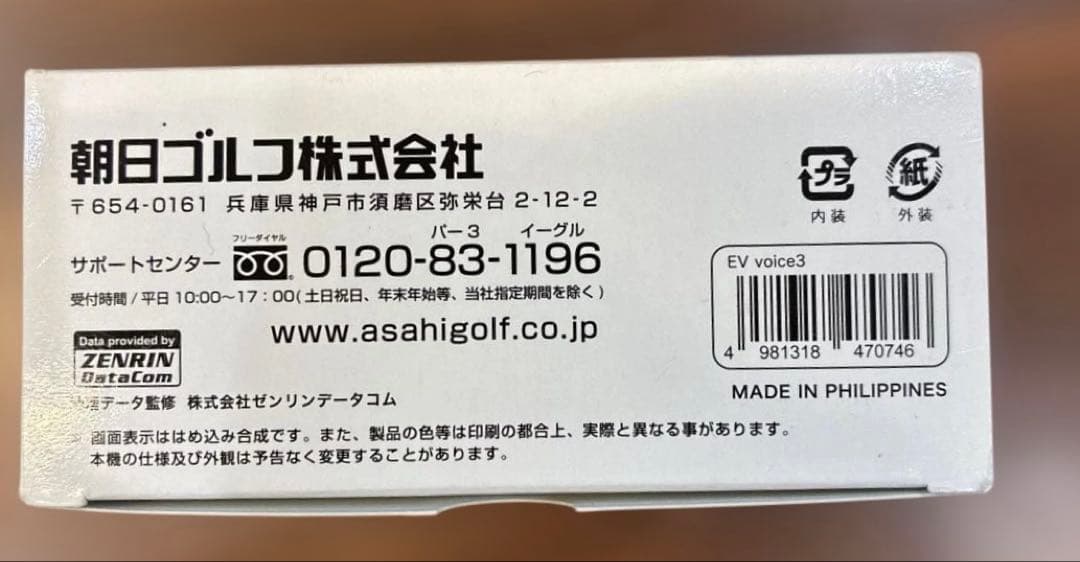 朝日ゴルフ株式会社
〒654-0161 兵庫県神戸市須磨区弥栄台 2-12-2
フリーダイヤル バー3 イーグル
サポートセンター 0120-83-1196
受付時間/平日 10:00〜17:00(土日祝日、年末年始等、当社指定期間を除く)
www.asahigolf.co.jp
Data provided by
ZENRIN
DataCom
データ監修 株式会社ゼンリンデータコム
画面表示ははめ込み合成です。また、製品の色等は印刷の都合上、実際と異なる事があります。
本機の仕様及び外観は予告なく変更することがあります。
プラ 紙
内装 外装
EV voice3
4 981318 470746
MADE IN PHILIPPINES